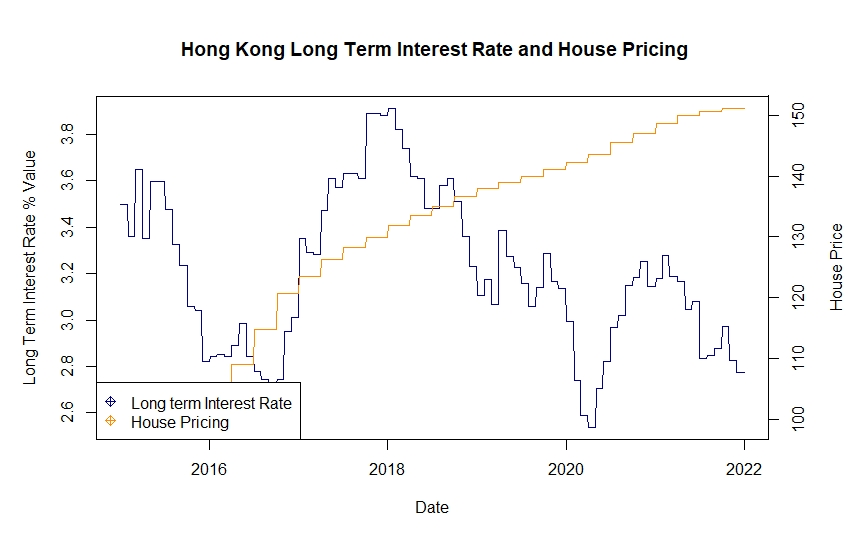 Hong Kong Long Term Interest Rate and House Pricing
Long Term Interest Rate % Value
3.8
3.6
3.4
3.2
3.0
2.8
2.6
150
140
130
120
110
100
House Price
Long term Interest Rate
House Pricing
2016
2018
2020
2022
Date